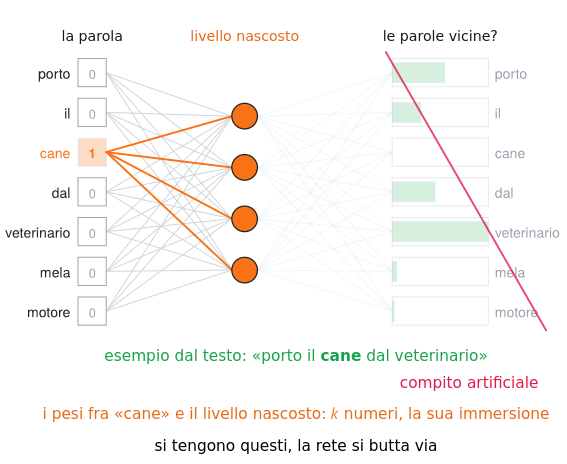 la parola livello nascosto le parole vicine?
porto 0 porto
il 0 il
cane 1 cane
dal 0 dal
veterinario 0 veterinario
mela 0 mela
motore 0 motore
esempio dal testo: «porto il cane dal veterinario»
compito artificiale
i pesi fra «cane» e il livello nascosto: k numeri, la sua immersione
si tengono questi, la rete si butta via